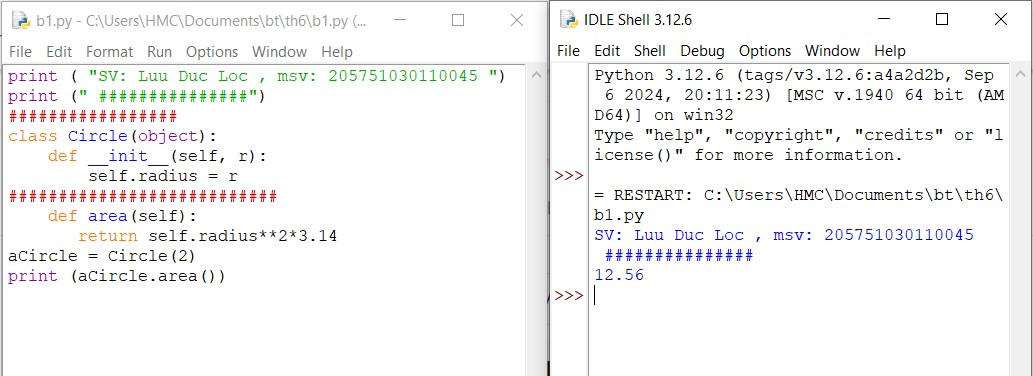 b1.py - C:\Users\HMC\Documents\bt\th6\b1.py (...
File Edit Format Run Options Window Help
print ( "SV: Luu Duc Loc , msv: 205751030110045 ")
print (" ###############")
#################
class Circle(object):
    def __init__(self, r):
        self.radius = r
###########################
    def area(self):
       return self.radius**2*3.14
aCircle = Circle(2)
print (aCircle.area())
IDLE Shell 3.12.6
File Edit Shell Debug Options Window Help
Python 3.12.6 (tags/v3.12.6:a4a2d2b, Sep
 6 2024, 20:11:23) [MSC v.1940 64 bit (AM
D64)] on win32
Type "help", "copyright", "credits" or "l
icense()" for more information.
>>>
= RESTART: C:\Users\HMC\Documents\bt\th6\
b1.py
SV: Luu Duc Loc , msv: 205751030110045
 ###############
12.56
>>>